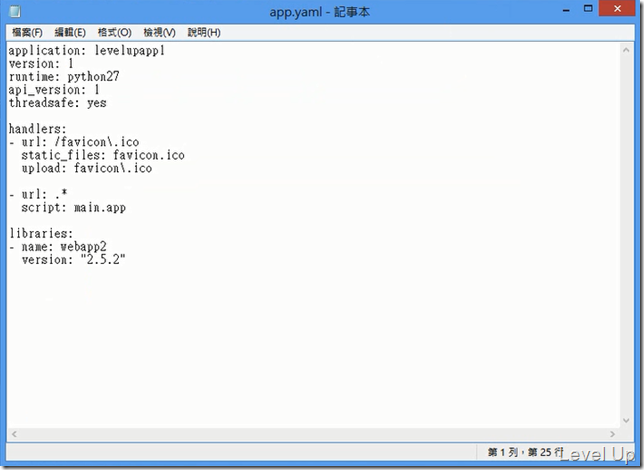 app.yaml - 記事本
檔案(F) 編輯(E) 格式(O) 檢視(V) 說明(H)
application: levelupapp1
version: 1
runtime: python27
api_version: 1
threadsafe: yes
handlers:
- url: /favicon\.ico
static_files: favicon.ico
upload: favicon\.ico
- url: .*
script: main.app
libraries:
- name: webapp2
version: "2.5.2"
第 1 列，第 25 行
Level Up